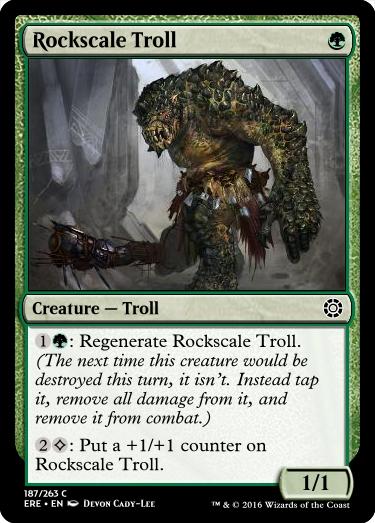 Rockscale Troll
Creature — Troll
1: Regenerate Rockscale Troll.
(The next time this creature would be
destroyed this turn, it isn't. Instead tap
it, remove all damage from it, and
remove it from combat.)
2: Put a +1/+1 counter on
Rockscale Troll.
1/1
187/263 C
ERE • EN Devon Cady-Lee
™ & © 2016 Wizards of the Coast